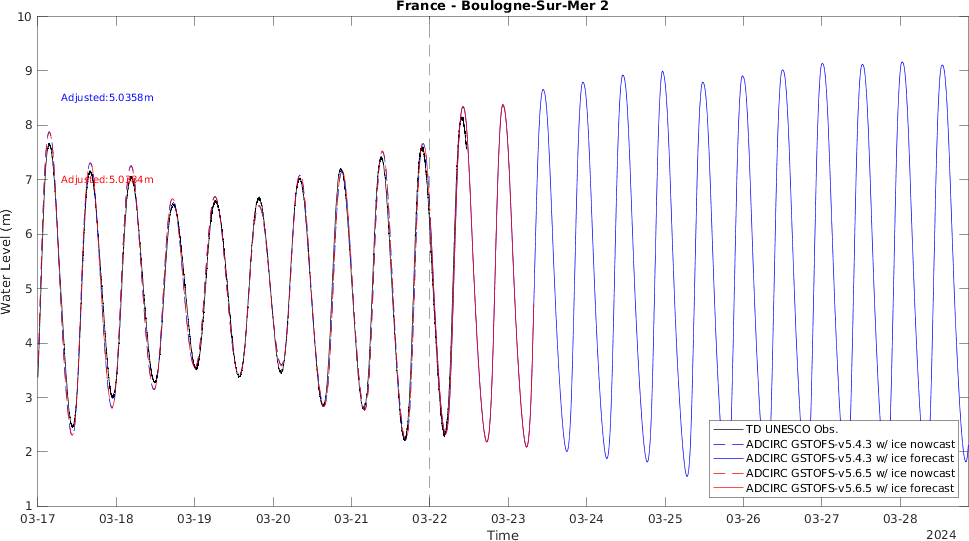 France - Boulogne-Sur-Mer 2
10
9
8
7
6
5
4
3
2
1
Water Level (m)
Adjusted:5.0358m
TD UNESCO Obs.
ADCIRC GSTOFS-v5.4.3 w/ ice nowcast
ADCIRC GSTOFS-v5.4.3 w/ ice forecast
ADCIRC GSTOFS-v5.6.5 w/ ice nowcast
ADCIRC GSTOFS-v5.6.5 w/ ice forecast
03-17 03-18 03-19 03-20 03-21 03-22 03-23 03-24 03-25 03-26 03-27 03-28
Time
2024